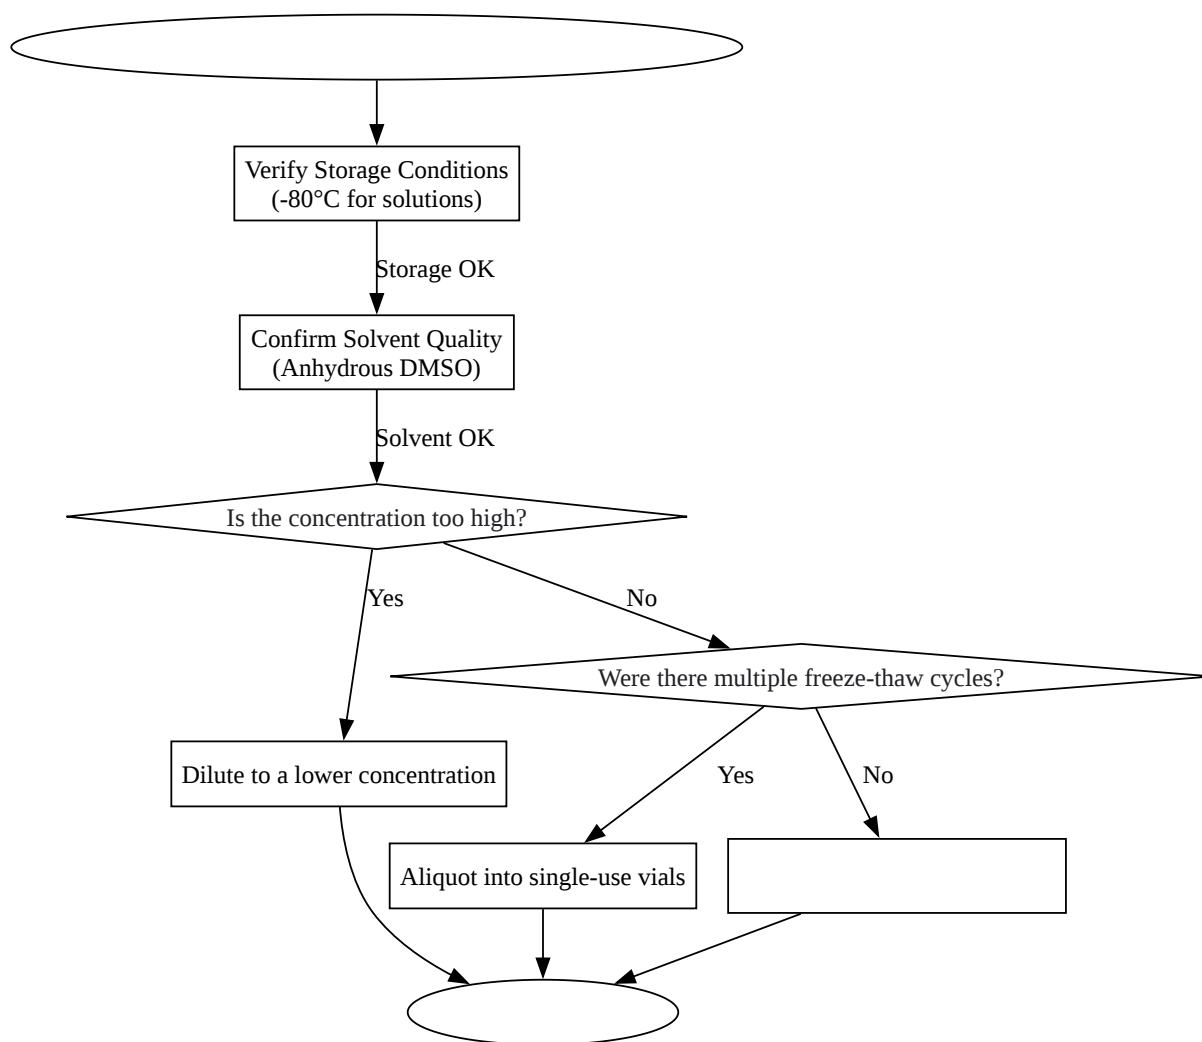 Verify Storage Conditions
(-80°C for solutions)
Storage OK
Confirm Solvent Quality
(Anhydrous DMSO)
Solvent OK
Is the concentration too high?
Yes
No
Were there multiple freeze-thaw cycles?
Dilute to a lower concentration
Yes
No
Aliquot into single-use vials